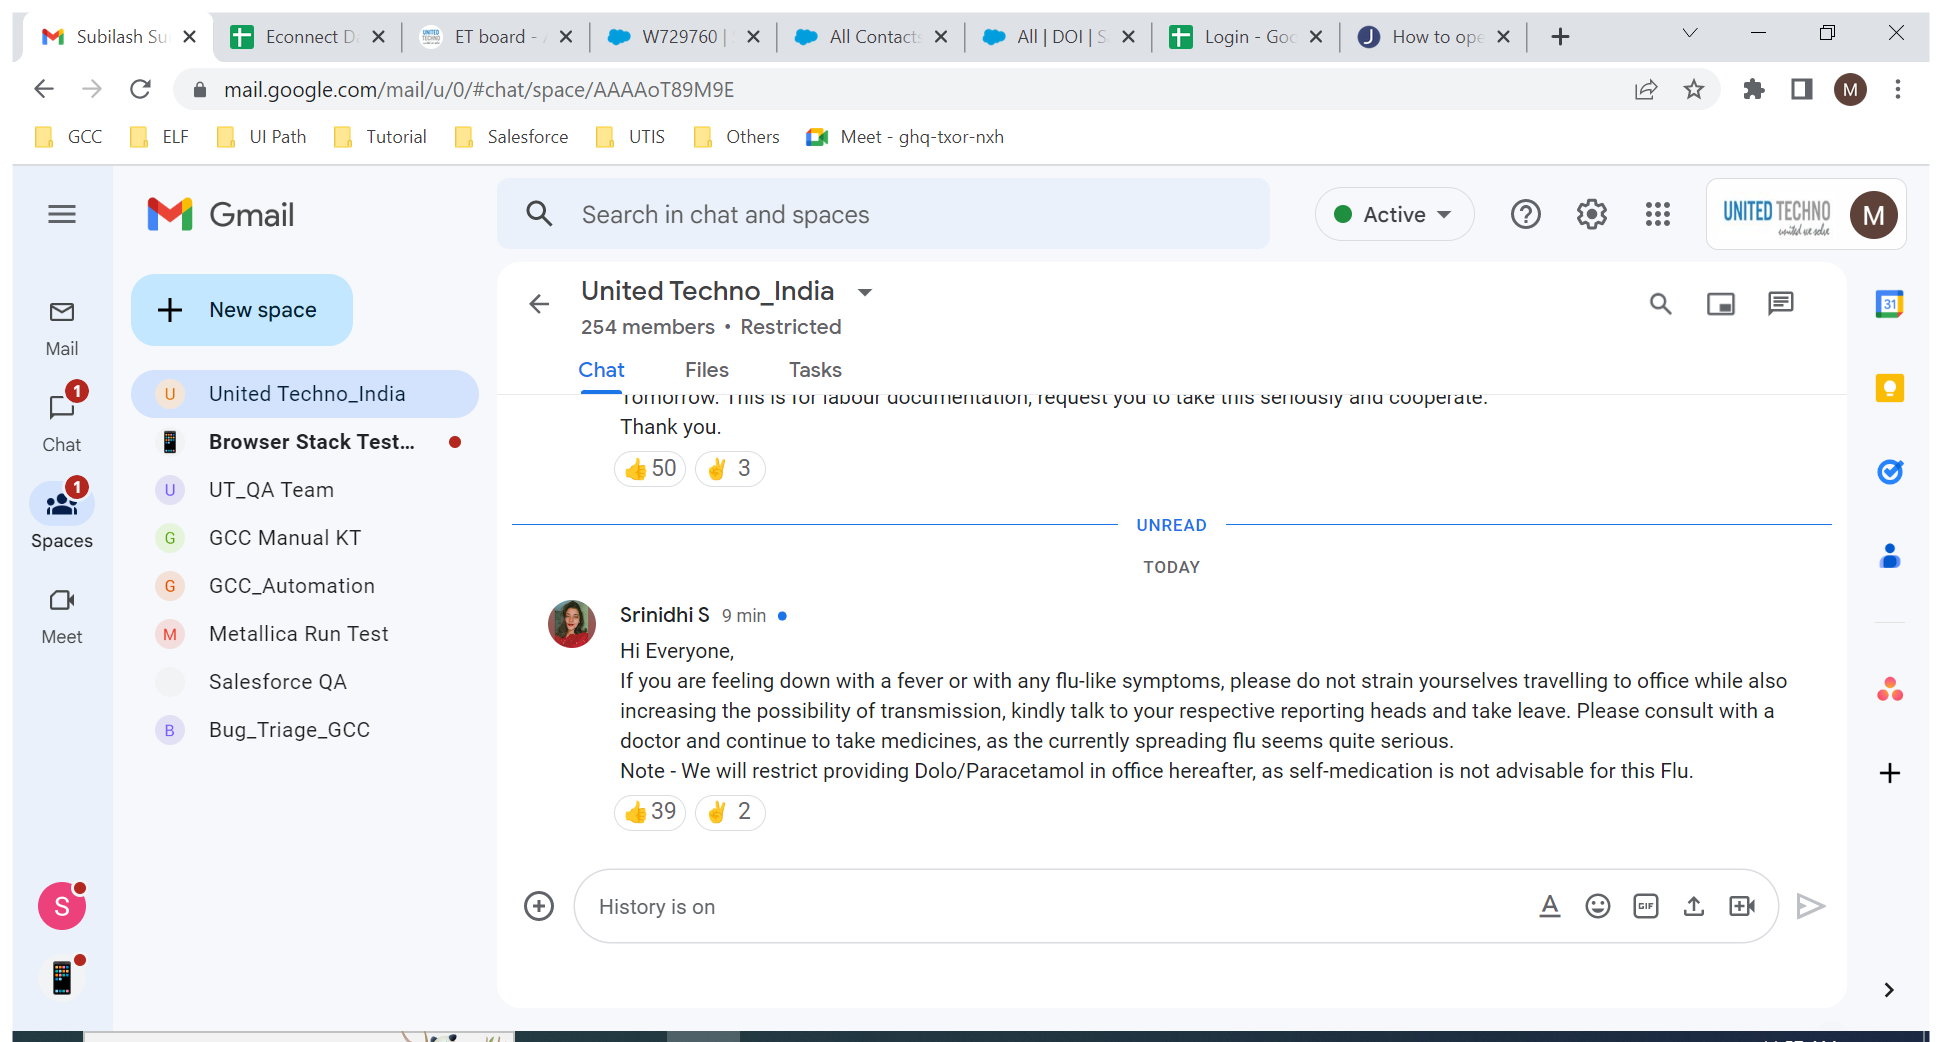 Subilash Su
Econnect D
ET board -
W729760 |
All Contacts
All | DOI | S
Login - Goo
How to ope
mail.google.com/mail/u/0/#chat/space/AAAAoT89M9E
M
GCC
ELF
UI Path
Tutorial
Salesforce
UTIS
Others
Meet - ghq-txor-nxh
Gmail
Search in chat and spaces
Active
UNITED TECHNO
united we solve
M
Mail
1
Chat
1
Spaces
Meet
S
New space
U United Techno_India
Browser Stack Test...
U UT_QA Team
G GCC Manual KT
G GCC_Automation
M Metallica Run Test
Salesforce QA
B Bug_Triage_GCC
United Techno_India
254 members • Restricted
Chat Files Tasks
Tomorrow. This is for labour documentation, request you to take this seriously and cooperate.
Thank you.
👍 50 ✌ 3
UNREAD
TODAY
Srinidhi S 9 min
Hi Everyone,
If you are feeling down with a fever or with any flu-like symptoms, please do not strain yourselves travelling to office while also
increasing the possibility of transmission, kindly talk to your respective reporting heads and take leave. Please consult with a
doctor and continue to take medicines, as the currently spreading flu seems quite serious.
Note - We will restrict providing Dolo/Paracetamol in office hereafter, as self-medication is not advisable for this Flu.
👍 39 ✌ 2
History is on
GIF
31